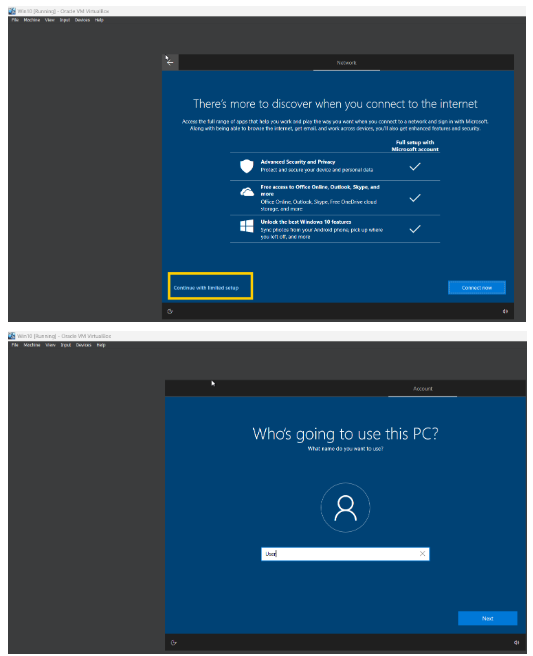 Win10 [Running] - Oracle VM VirtualBox
File Machine View Input Devices Help
Network
There's more to discover when you connect to the internet
Access the full range of apps that help you work and play the way you want when you connect to a network and sign in with Microsoft.
Along with being able to browse the internet, get email, and work across devices, you'll also get enhanced features and security.
Full setup with
Microsoft account
Advanced Security and Privacy
Protect and secure your device and personal data
Free access to Office Online, Outlook, Skype, and
more
Office Online, Outlook, Skype, Free OneDrive cloud
storage, and more
Unlock the best Windows 10 features
Sync photos from your Android phone, pick up where
you left off, and more
Continue with limited setup
Connect now
Win10 [Running] - Oracle VM VirtualBox
File Machine View Input Devices Help
Account
Who's going to use this PC?
What name do you want to use?
User
Next